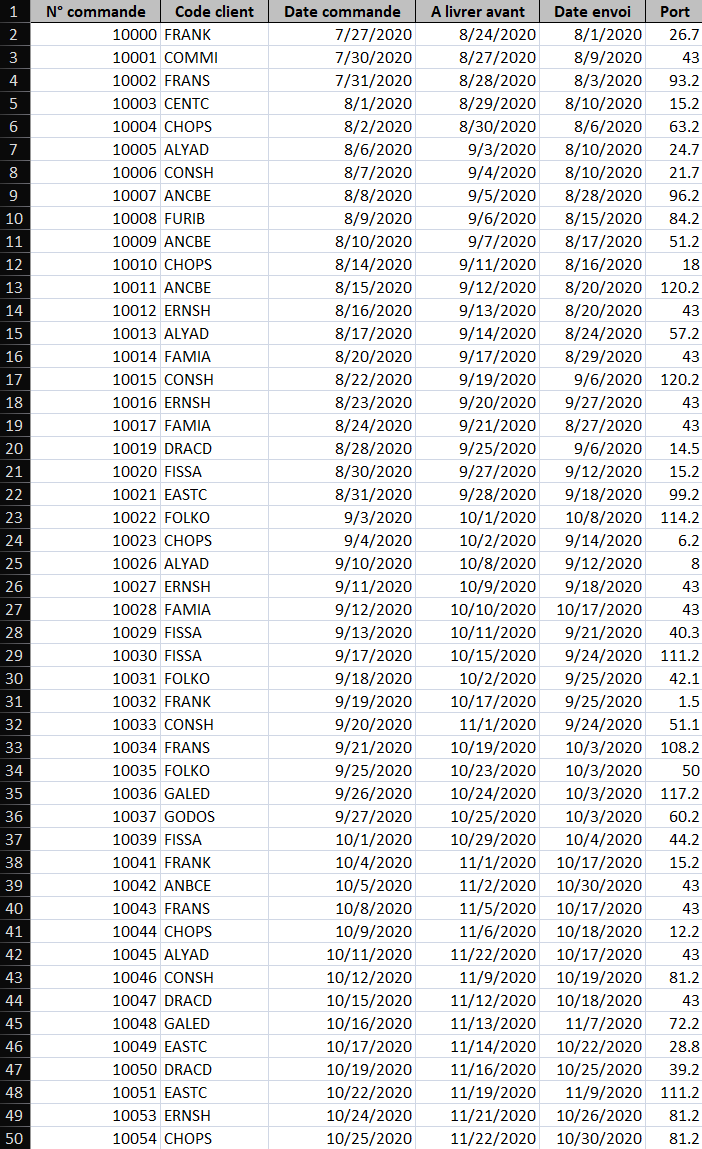 1 N° commande Code client Date commande A livrer avant Date envoi Port
2 10000 FRANK 7/27/2020 8/24/2020 8/1/2020 26.7
3 10001 COMMI 7/30/2020 8/27/2020 8/9/2020 43
4 10002 FRANS 7/31/2020 8/28/2020 8/3/2020 93.2
5 10003 CENTC 8/1/2020 8/29/2020 8/10/2020 15.2
6 10004 CHOPS 8/2/2020 8/30/2020 8/6/2020 63.2
7 10005 ALYAD 8/6/2020 9/3/2020 8/10/2020 24.7
8 10006 CONSH 8/7/2020 9/4/2020 8/10/2020 21.7
9 10007 ANCBE 8/8/2020 9/5/2020 8/28/2020 96.2
10 10008 FURIB 8/9/2020 9/6/2020 8/15/2020 84.2
11 10009 ANCBE 8/10/2020 9/7/2020 8/17/2020 51.2
12 10010 CHOPS 8/14/2020 9/11/2020 8/16/2020 18
13 10011 ANCBE 8/15/2020 9/12/2020 8/20/2020 120.2
14 10012 ERNSH 8/16/2020 9/13/2020 8/20/2020 43
15 10013 ALYAD 8/17/2020 9/14/2020 8/24/2020 57.2
16 10014 FAMIA 8/20/2020 9/17/2020 8/29/2020 43
17 10015 CONSH 8/22/2020 9/19/2020 9/6/2020 120.2
18 10016 ERNSH 8/23/2020 9/20/2020 9/27/2020 43
19 10017 FAMIA 8/24/2020 9/21/2020 8/27/2020 43
20 10019 DRACD 8/28/2020 9/25/2020 9/6/2020 14.5
21 10020 FISSA 8/30/2020 9/27/2020 9/12/2020 15.2
22 10021 EASTC 8/31/2020 9/28/2020 9/18/2020 99.2
23 10022 FOLKO 9/3/2020 10/1/2020 10/8/2020 114.2
24 10023 CHOPS 9/4/2020 10/2/2020 9/14/2020 6.2
25 10026 ALYAD 9/10/2020 10/8/2020 9/12/2020 8
26 10027 ERNSH 9/11/2020 10/9/2020 9/18/2020 43
27 10028 FAMIA 9/12/2020 10/10/2020 10/17/2020 43
28 10029 FISSA 9/13/2020 10/11/2020 9/21/2020 40.3
29 10030 FISSA 9/17/2020 10/15/2020 9/24/2020 111.2
30 10031 FOLKO 9/18/2020 10/2/2020 9/25/2020 42.1
31 10032 FRANK 9/19/2020 10/17/2020 9/25/2020 1.5
32 10033 CONSH 9/20/2020 11/1/2020 9/24/2020 51.1
33 10034 FRANS 9/21/2020 10/19/2020 10/3/2020 108.2
34 10035 FOLKO 9/25/2020 10/23/2020 10/3/2020 50
35 10036 GALED 9/26/2020 10/24/2020 10/3/2020 117.2
36 10037 GODOS 9/27/2020 10/25/2020 10/3/2020 60.2
37 10039 FISSA 10/1/2020 10/29/2020 10/4/2020 44.2
38 10041 FRANK 10/4/2020 11/1/2020 10/17/2020 15.2
39 10042 ANBCE 10/5/2020 11/2/2020 10/30/2020 43
40 10043 FRANS 10/8/2020 11/5/2020 10/17/2020 43
41 10044 CHOPS 10/9/2020 11/6/2020 10/18/2020 12.2
42 10045 ALYAD 10/11/2020 11/22/2020 10/17/2020 43
43 10046 CONSH 10/12/2020 11/9/2020 10/19/2020 81.2
44 10047 DRACD 10/15/2020 11/12/2020 10/18/2020 43
45 10048 GALED 10/16/2020 11/13/2020 11/7/2020 72.2
46 10049 EASTC 10/17/2020 11/14/2020 10/22/2020 28.8
47 10050 DRACD 10/19/2020 11/16/2020 10/25/2020 39.2
48 10051 EASTC 10/22/2020 11/19/2020 11/9/2020 111.2
49 10053 ERNSH 10/24/2020 11/21/2020 10/26/2020 81.2
50 10054 CHOPS 10/25/2020 11/22/2020 10/30/2020 81.2